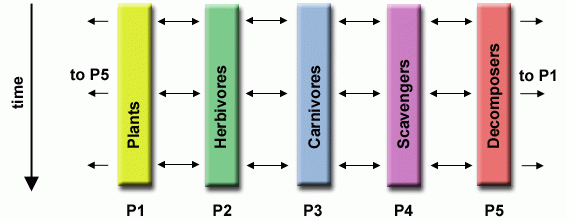 time
to P5
Plants
Herbivores
Carnivores
Scavengers
Decomposers
to P1
P1
P2
P3
P4
P5